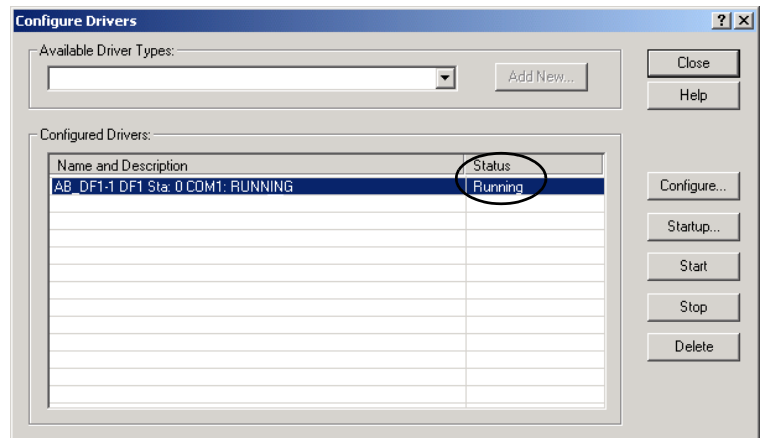 Configure Drivers
Available Driver Types:
Add New...
Close
Help
Configured Drivers:
Name and Description Status
AB_DF1-1 DF1 Sta: 0 COM1: RUNNING Running
Configure...
Startup...
Start
Stop
Delete